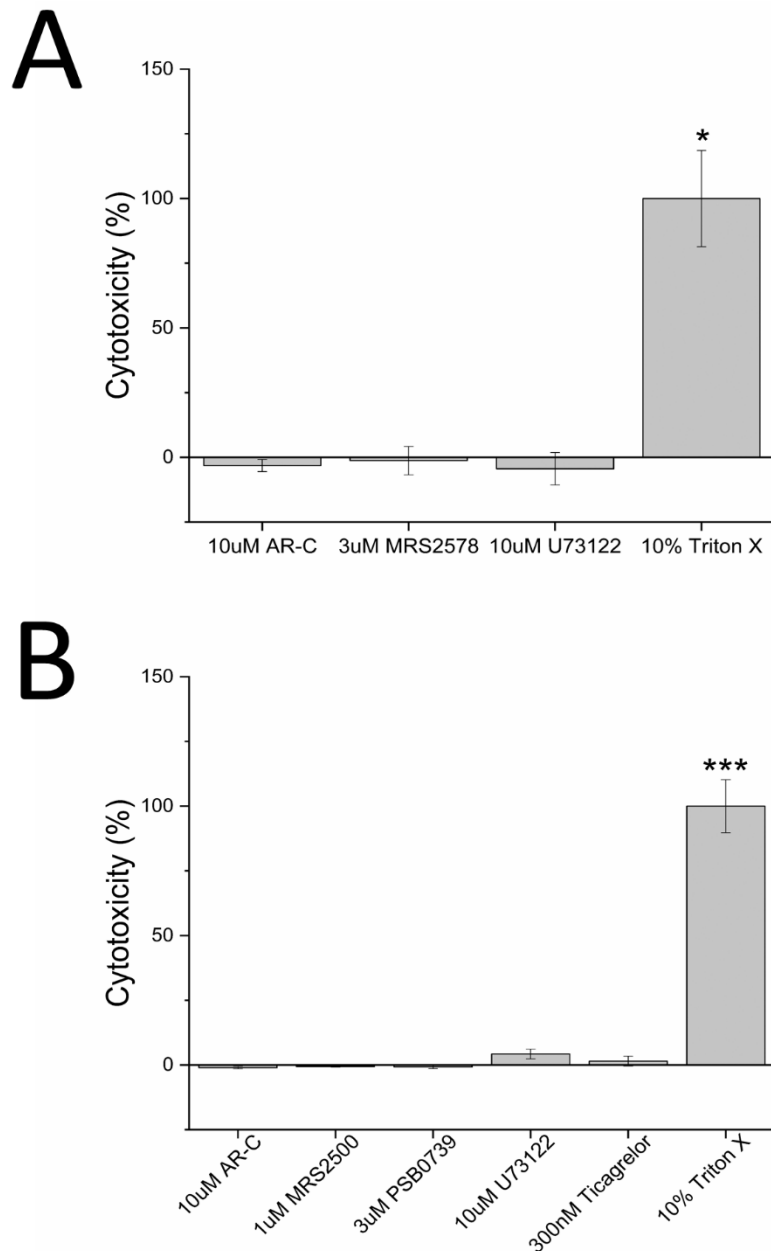 A
150
*
100
Cytotoxicity (%)
50
0
10uM AR-C 3uM MRS2578 10uM U73122 10% Triton X
B
150
***
100
Cytotoxicity (%)
50
0
10uM AR-C
1uM MRS2500
3uM PSB0739
10uM U73122
300nM Ticagrelor
10% Triton X